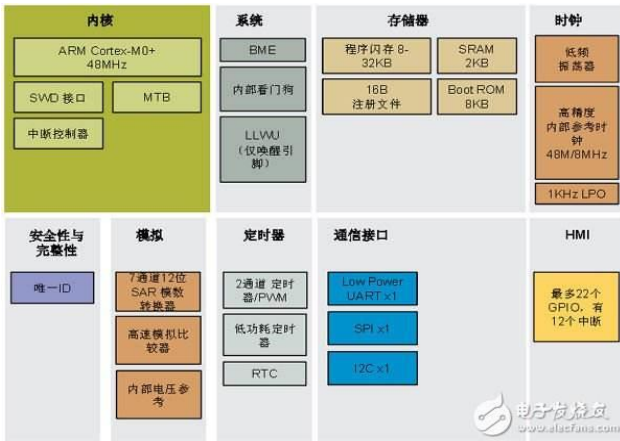 内核
ARM Cortex-M0+
48MHz
SWD 接口
MTB
中断控制器
系统
BME
内部看门狗
LLWU
（仅唤醒引
脚）
存储器
程序闪存 8-
32KB
SRAM
2KB
16B
注册文件
Boot ROM
8KB
时钟
低频
振荡器
高精度
内部参考时
钟
48M/8MHz
1KHz LPO
安全性与
完整性
唯一ID
模拟
7通道12位
SAR 模数
转换器
高速模拟比
较器
内部电压参
考
定时器
2通道 定时
器/PWM
低功耗定时
器
RTC
通信接口
Low Power
UART x1
SPI x1
I2C x1
HMI
最多22个
GPIO，有
12个中断
电子发烧友
www.elecfans.com